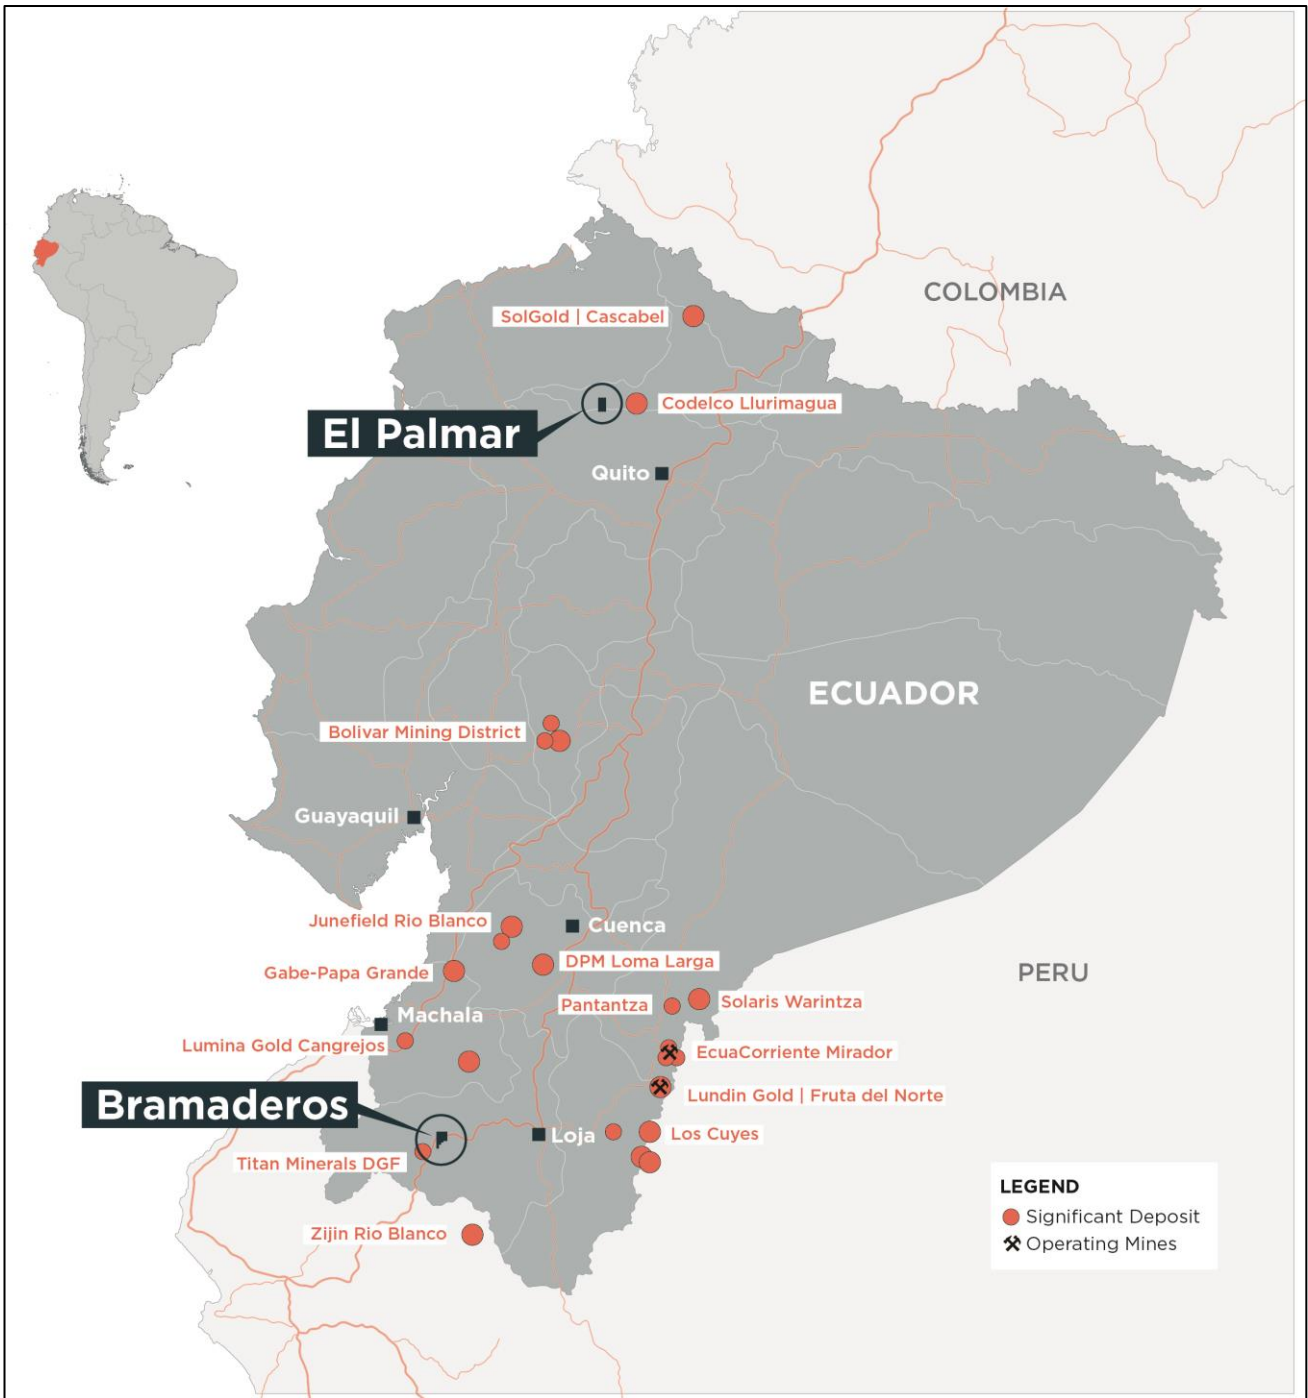 COLOMBIA
SolGold | Cascabel
Codelco Llurimagua
El Palmar
Quito
ECUADOR
Bolivar Mining District
Guayaquil
Junefield Rio Blanco
Cuenca
DPM Loma Larga
Gabe-Papa Grande
PERU
Pantantza
Solaris Warintza
Machala
Lumina Gold Cangrejos
EcuaCorriente Mirador
Lundin Gold | Fruta del Norte
Bramaderos
Loja
Los Cuyes
Titan Minerals DGF
Zijin Rio Blanco
LEGEND
Significant Deposit
Operating Mines